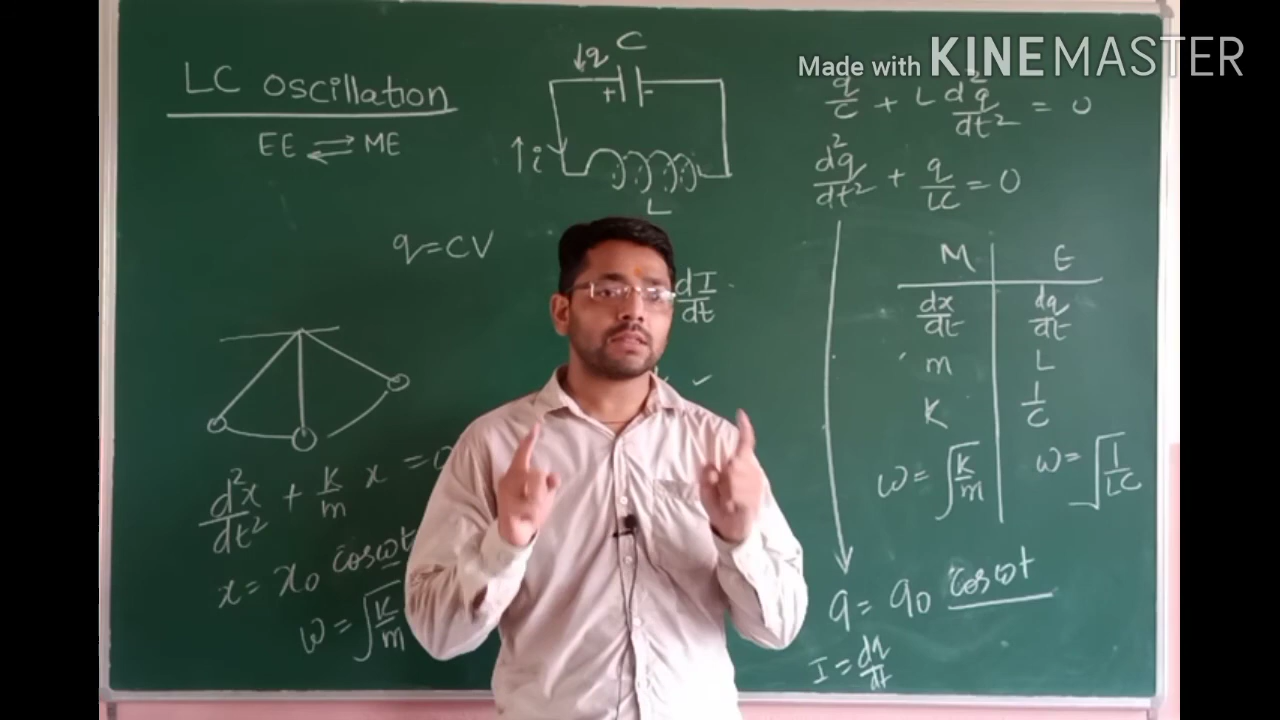 Made with KINEMASTER
LC oscillation
EE ⇌ ME
↓q C
+ -
↑i
L
q=CV
dI/dt
d²x/dt² + k/m x = 0
x = x₀ cosωt
ω = √k/m
q/C + L d²q/dt² = 0
d²q/dt² + q/LC = 0
M E
dx/dt dq/dt
m L
K 1/C
ω = √k/m ω = √1/LC
q = q₀ cosωt
I = dq/dt